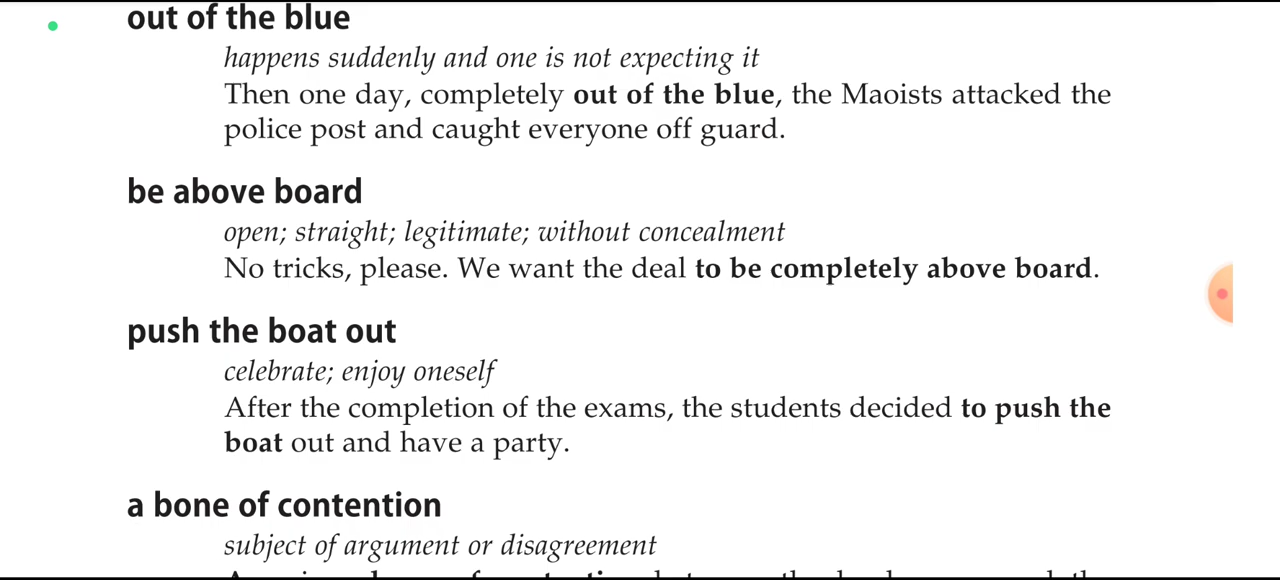 out of the blue
happens suddenly and one is not expecting it
Then one day, completely out of the blue, the Maoists attacked the
police post and caught everyone off guard.
be above board
open; straight; legitimate; without concealment
No tricks, please. We want the deal to be completely above board.
push the boat out
celebrate; enjoy oneself
After the completion of the exams, the students decided to push the
boat out and have a party.
a bone of contention
subject of argument or disagreement